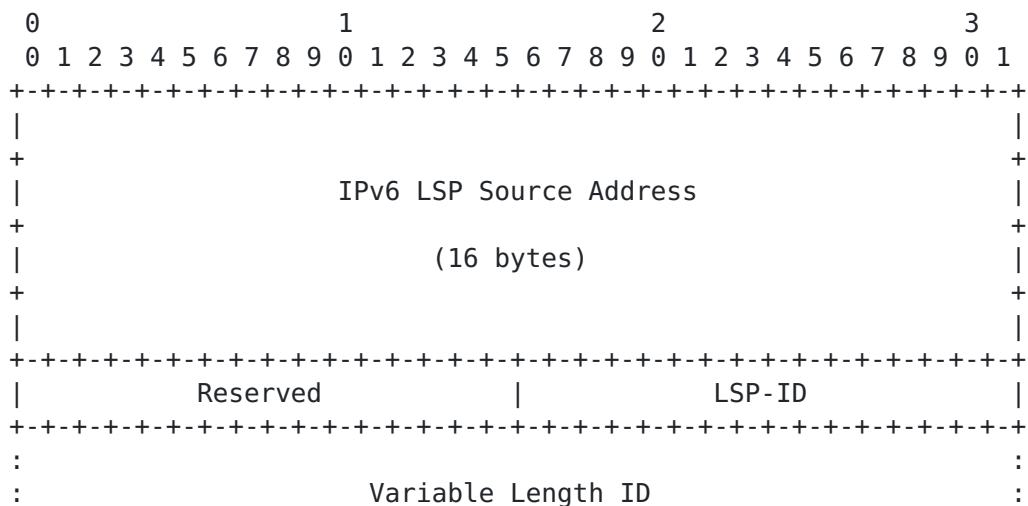 0                   1                   2                   3
 0 1 2 3 4 5 6 7 8 9 0 1 2 3 4 5 6 7 8 9 0 1 2 3 4 5 6 7 8 9 0 1
+-+-+-+-+-+-+-+-+-+-+-+-+-+-+-+-+-+-+-+-+-+-+-+-+-+-+-+-+-+-+-+-+
|                                                               |
+                                                               +
|                    IPv6 LSP Source Address                    |
+                                                               +
|                          (16 bytes)                           |
+                                                               +
|                                                               |
+-+-+-+-+-+-+-+-+-+-+-+-+-+-+-+-+-+-+-+-+-+-+-+-+-+-+-+-+-+-+-+-+
|           Reserved            |            LSP-ID             |
+-+-+-+-+-+-+-+-+-+-+-+-+-+-+-+-+-+-+-+-+-+-+-+-+-+-+-+-+-+-+-+-+
:                                                               :
:                      Variable Length ID                       :